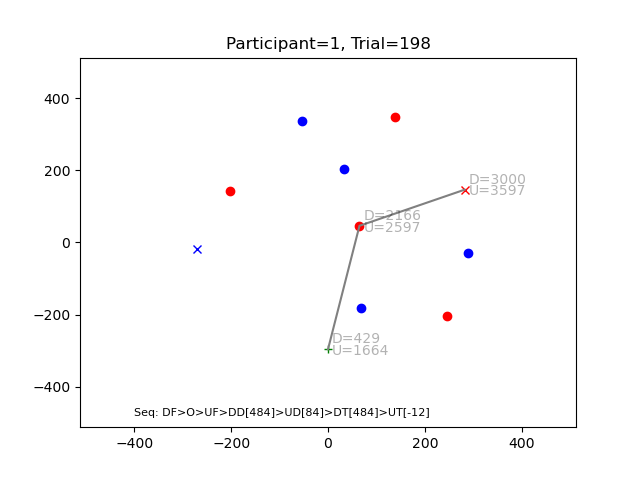 Participant=1, Trial=198
400
200
0
−200
−400
D=3000
U=3597
D=2166
U=2597
D=429
U=1664
Seq: DF>O>UF>DD[484]>UD[84]>DT[484]>UT[-12]
−400
−200
0
200
400